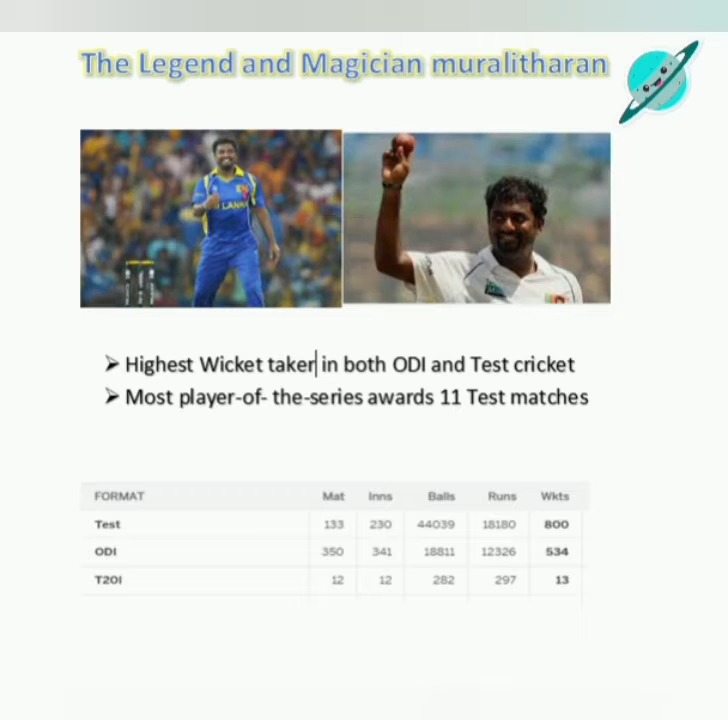 The Legend and Magician muralitharan
LANKA
➢ Highest Wicket taker in both ODI and Test cricket
➢ Most player-of- the-series awards 11 Test matches
FORMAT Mat Inns Balls Runs Wkts
Test 133 230 44039 18180 800
ODI 350 341 18811 12326 534
T20I 12 12 282 297 13